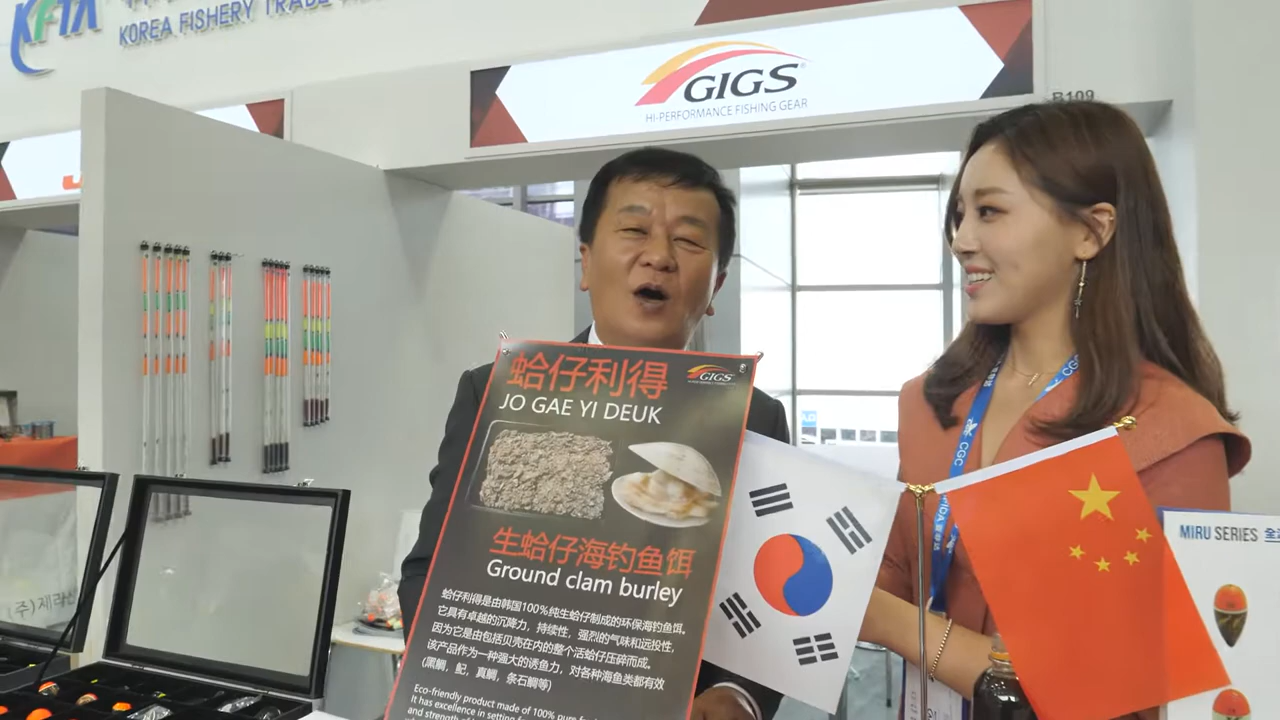 KFTA
KOREA FISHERY TRADE
GIGS
HI-PERFORMANCE FISHING GEAR
B109
蛤仔利得
GIGS
JO GAE YI DEUK
生蛤仔海钓鱼饵
Ground clam burley
蛤仔利得是由韩国100%纯生蛤仔制成的环保海钓鱼饵。
它具有卓越的沉降力，持续性，强烈的气味和远投性，
因为它是由包括贝壳在内的整个活蛤仔压碎而成。
该产品作为一种强大的诱鱼力，对各种海鱼类都有效
(黑鲷，鮀，真鲷，条石鲷等)
Eco-friendly product made of 100% pure
It has excellence in setting
and strength of
CGC
MIRU SERIES
(주)제라